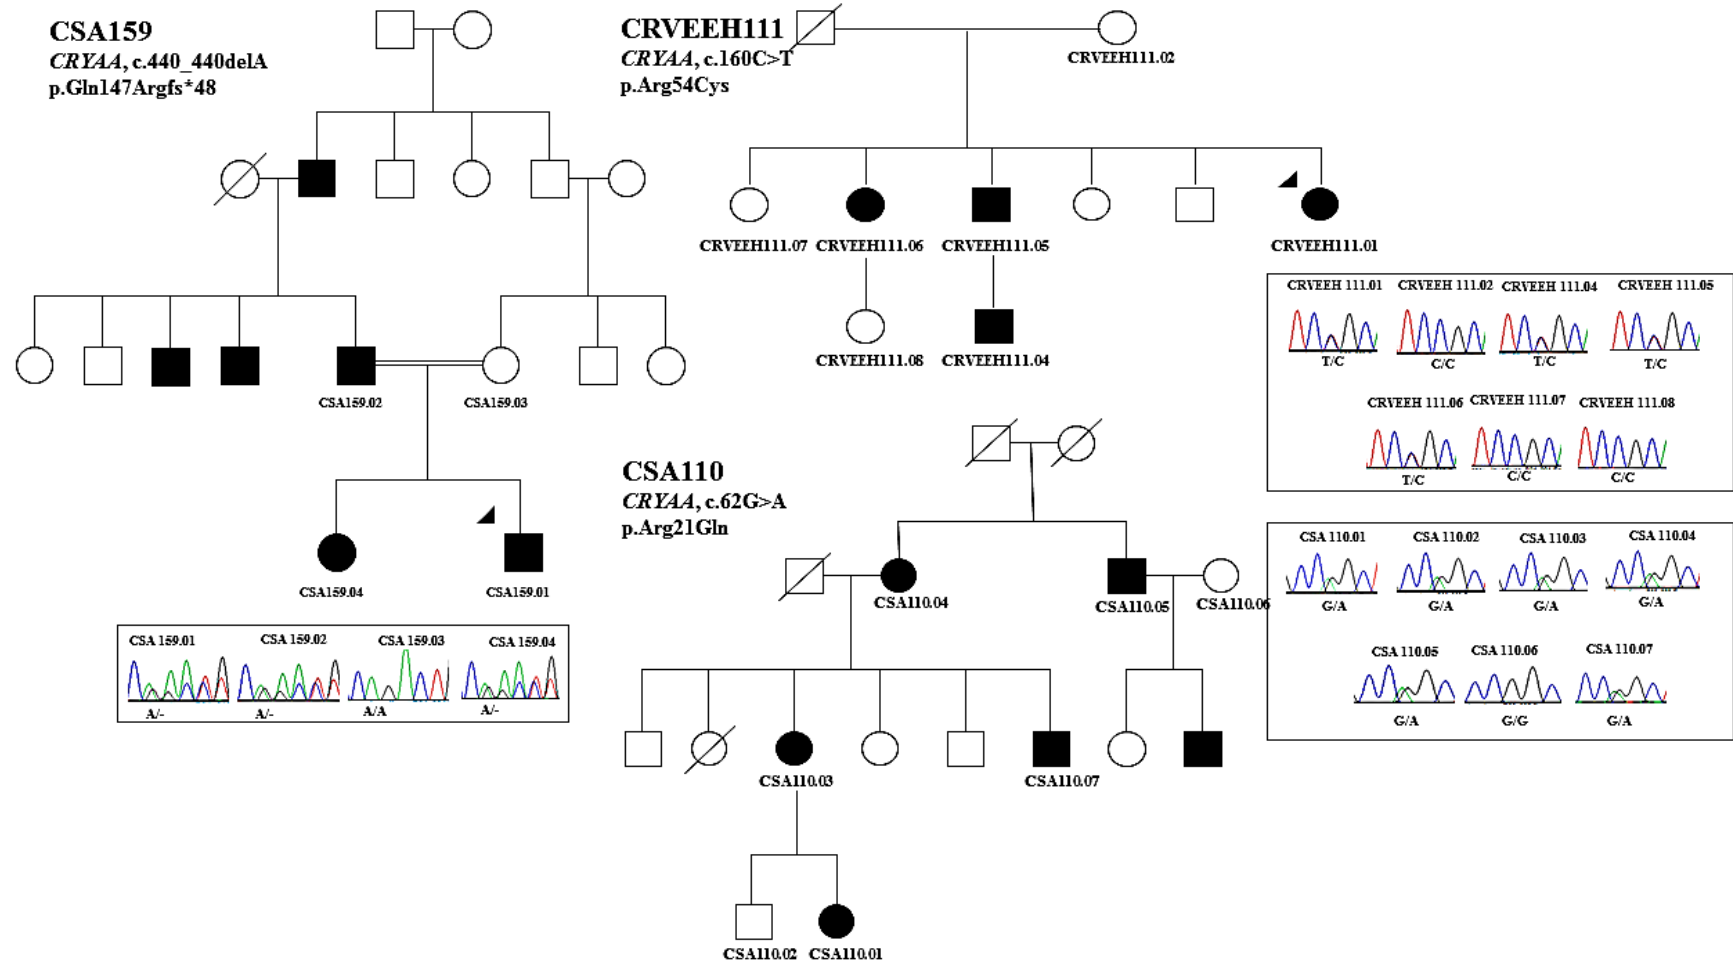 CSA159
CRYAA, c.440_440delA
p.Gln147Argfs*48
CSA159.02
CSA159.03
CSA159.04
CSA159.01
CSA 159.01
CSA 159.02
CSA 159.03
CSA 159.04
A/-
A/-
A/A
A/-
CRVEEH111
CRYAA, c.160C>T
p.Arg54Cys
CRVEEH111.02
CRVEEH111.07
CRVEEH111.06
CRVEEH111.05
CRVEEH111.01
CRVEEH111.08
CRVEEH111.04
CRVEEH 111.01
CRVEEH 111.02
CRVEEH 111.04
CRVEEH 111.05
T/C
C/C
T/C
T/C
CRVEEH 111.06
CRVEEH 111.07
CRVEEH 111.08
T/C
C/C
C/C
CSA110
CRYAA, c.62G>A
p.Arg21Gln
CSA110.04
CSA110.05
CSA110.06
CSA110.03
CSA110.07
CSA110.02
CSA110.01
CSA 110.01
CSA 110.02
CSA 110.03
CSA 110.04
G/A
G/A
G/A
G/A
CSA 110.05
CSA 110.06
CSA 110.07
G/A
G/G
G/A